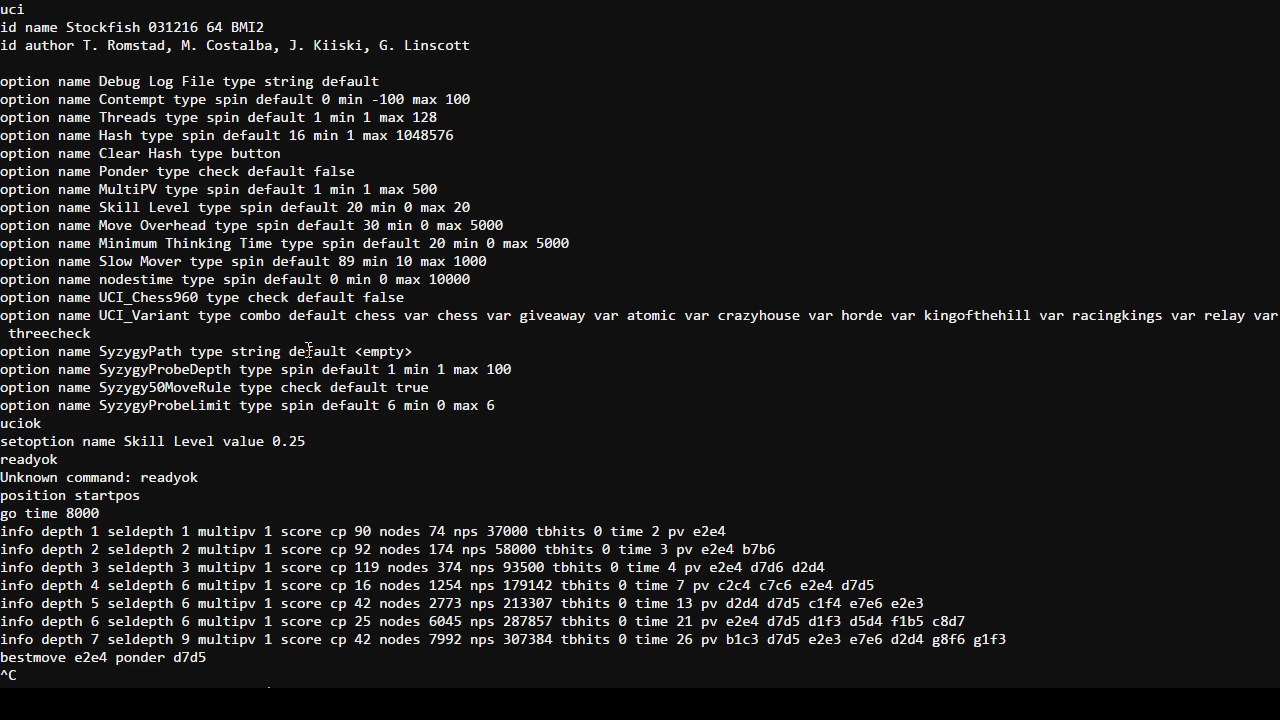 uci
id name Stockfish 031216 64 BMI2
id author T. Romstad, M. Costalba, J. Kiiski, G. Linscott
option name Debug Log File type string default
option name Contempt type spin default 0 min -100 max 100
option name Threads type spin default 1 min 1 max 128
option name Hash type spin default 16 min 1 max 1048576
option name Clear Hash type button
option name Ponder type check default false
option name MultiPV type spin default 1 min 1 max 500
option name Skill Level type spin default 20 min 0 max 20
option name Move Overhead type spin default 30 min 0 max 5000
option name Minimum Thinking Time type spin default 20 min 0 max 5000
option name Slow Mover type spin default 89 min 10 max 1000
option name nodestime type spin default 0 min 0 max 10000
option name UCI_Chess960 type check default false
option name UCI_Variant type combo default chess var chess var giveaway var atomic var crazyhouse var horde var kingofthehill var racingkings var relay var
threecheck
option name SyzygyPath type string default <empty>
option name SyzygyProbeDepth type spin default 1 min 1 max 100
option name Syzygy50MoveRule type check default true
option name SyzygyProbeLimit type spin default 6 min 0 max 6
uciok
setoption name Skill Level value 0.25
readyok
Unknown command: readyok
position startpos
go time 8000
info depth 1 seldepth 1 multipv 1 score cp 90 nodes 74 nps 37000 tbhits 0 time 2 pv e2e4
info depth 2 seldepth 2 multipv 1 score cp 92 nodes 174 nps 58000 tbhits 0 time 3 pv e2e4 b7b6
info depth 3 seldepth 3 multipv 1 score cp 119 nodes 374 nps 93500 tbhits 0 time 4 pv e2e4 d7d6 d2d4
info depth 4 seldepth 6 multipv 1 score cp 16 nodes 1254 nps 179142 tbhits 0 time 7 pv c2c4 c7c6 e2e4 d7d5
info depth 5 seldepth 6 multipv 1 score cp 42 nodes 2773 nps 213307 tbhits 0 time 13 pv d2d4 d7d5 c1f4 e7e6 e2e3
info depth 6 seldepth 6 multipv 1 score cp 25 nodes 6045 nps 287857 tbhits 0 time 21 pv e2e4 d7d5 d1f3 d5d4 f1b5 c8d7
info depth 7 seldepth 9 multipv 1 score cp 42 nodes 7992 nps 307384 tbhits 0 time 26 pv b1c3 d7d5 e2e3 e7e6 d2d4 g8f6 g1f3
bestmove e2e4 ponder d7d5
^C